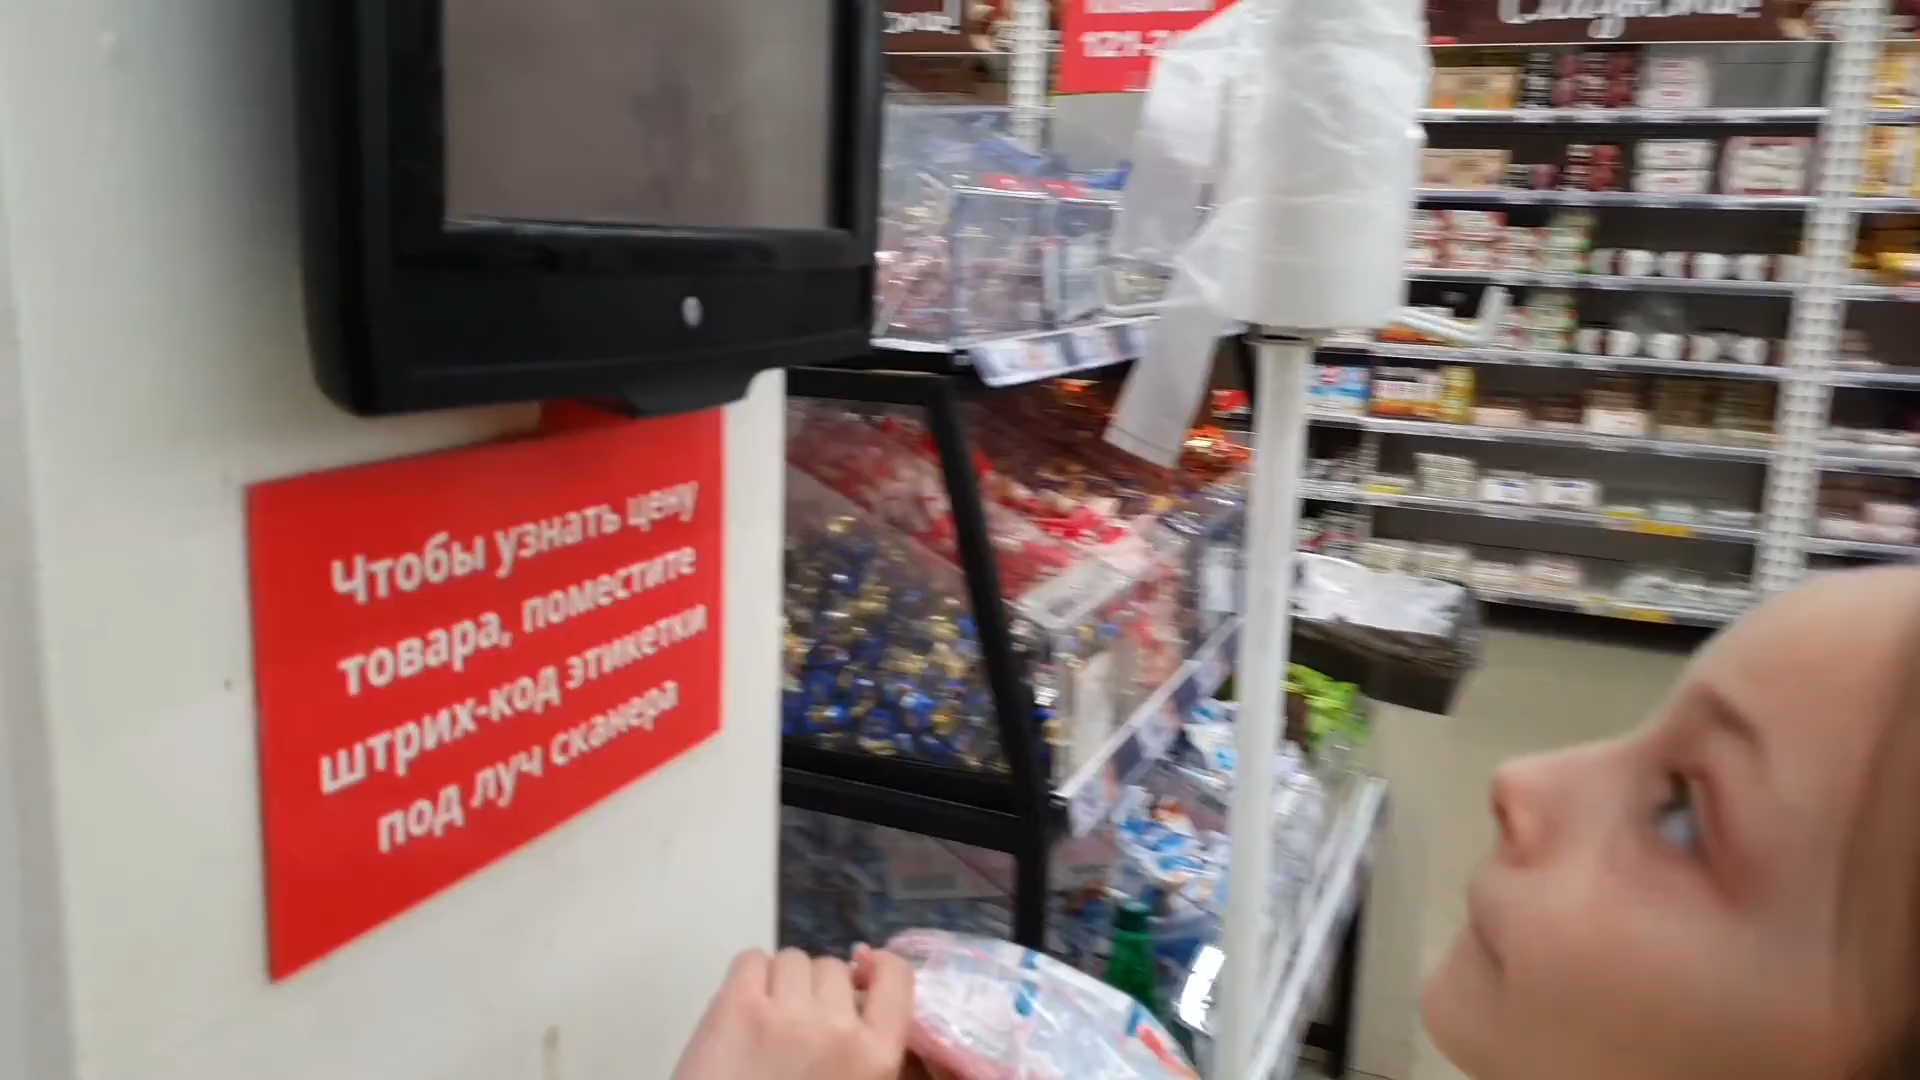 Чтобы узнать цену
товара, поместите
штрих-код этикетки
под луч сканера